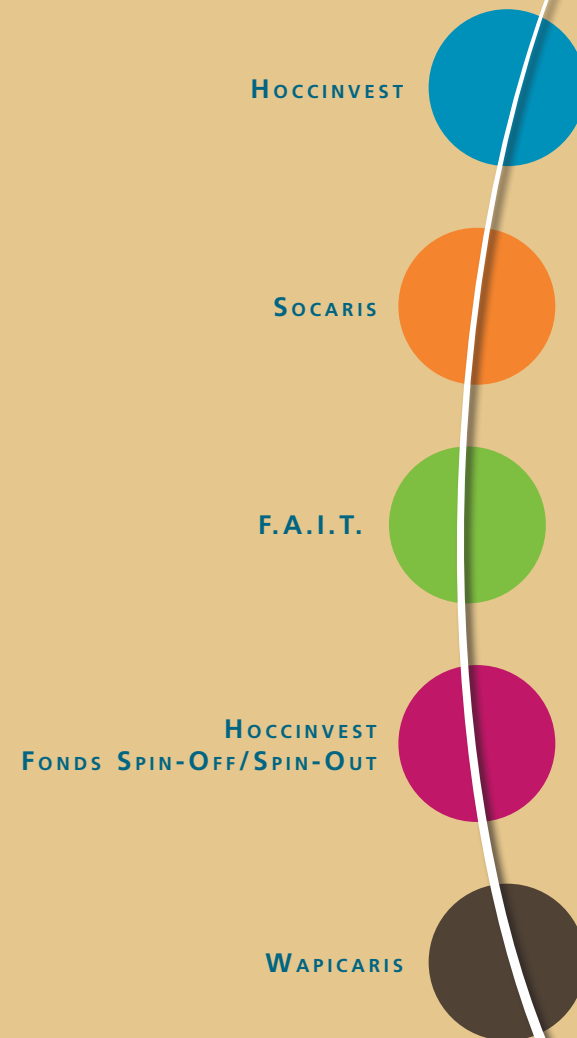 Hoccinvest
Socaris
F.A.I.T.
Hoccinvest
Fonds Spin-Off/Spin-Out
Wapicaris